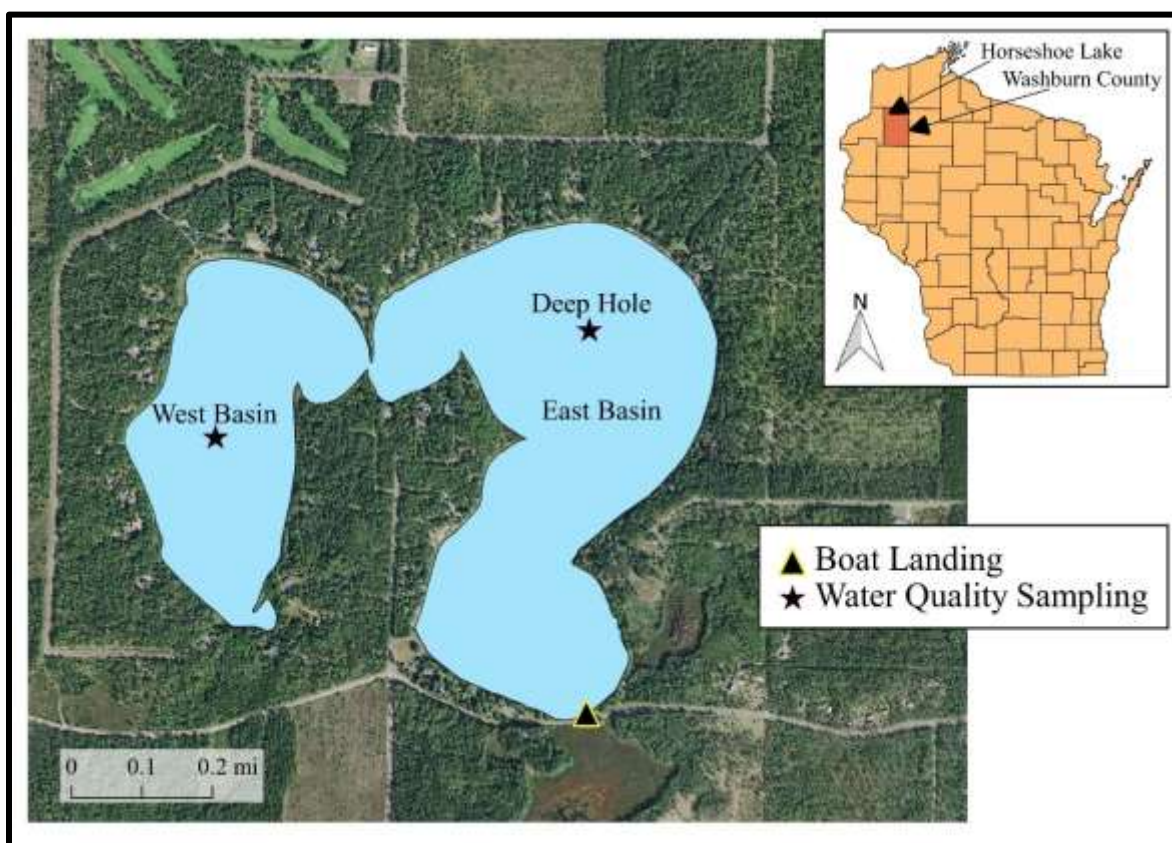 Horseshoe Lake
Washburn County
N
Deep Hole
East Basin
West Basin
Boat Landing
Water Quality Sampling
0 0.1 0.2 mi